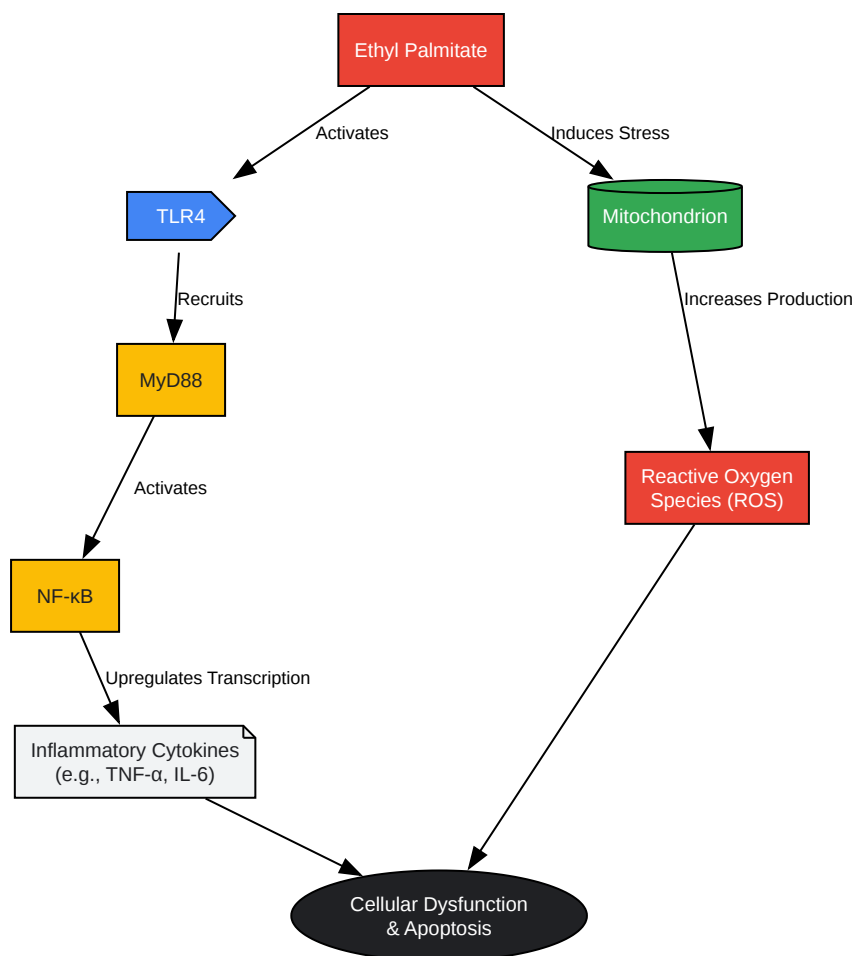 Ethyl Palmitate
Activates
Induces Stress
TLR4
Mitochondrion
Recruits
Increases Production
MyD88
Activates
Reactive Oxygen
Species (ROS)
NF-κB
Upregulates Transcription
Inflammatory Cytokines
(e.g., TNF-α, IL-6)
Cellular Dysfunction
& Apoptosis